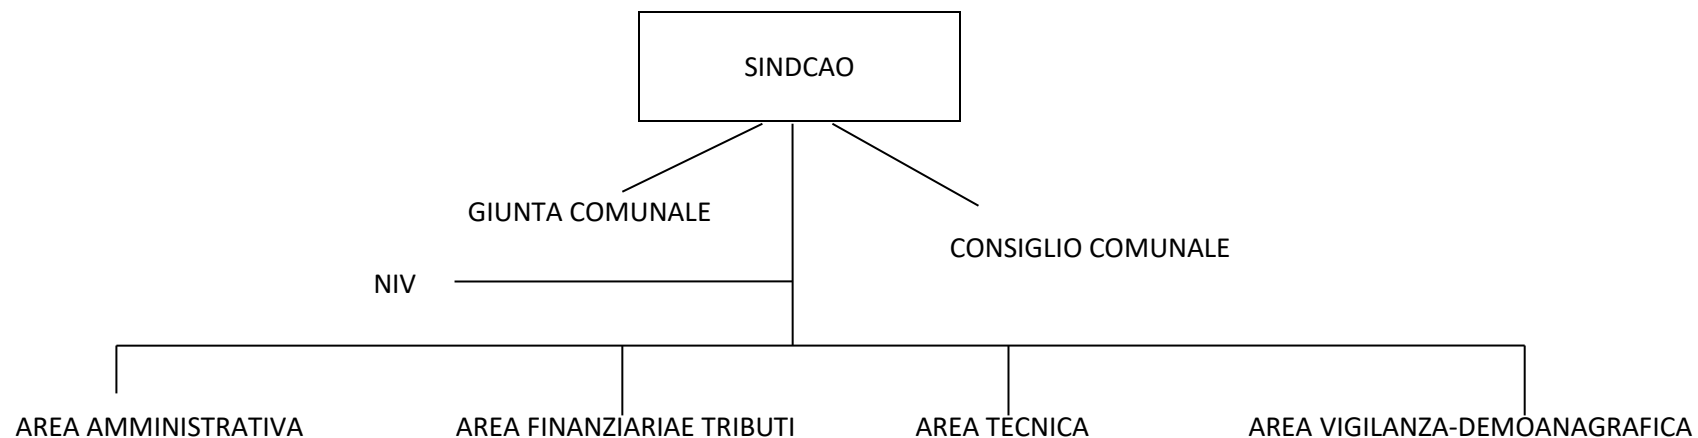 SINDCAO
GIUNTA COMUNALE
CONSIGLIO COMUNALE
NIV
AREA AMMINISTRATIVA
AREA FINANZIARIAE TRIBUTI
AREA TECNICA
AREA VIGILANZA-DEMOANAGRAFICA